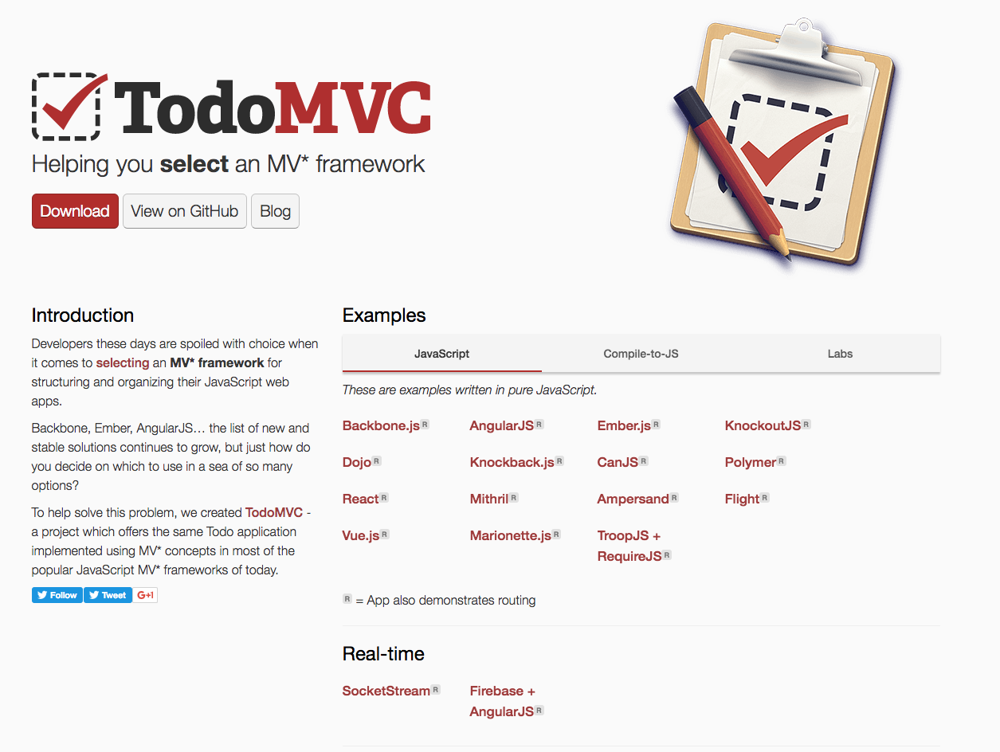 TodoMVC
Helping you select an MV* framework
Download View on GitHub Blog
Introduction
Developers these days are spoiled with choice when
it comes to selecting an MV* framework for
structuring and organizing their JavaScript web
apps.
Backbone, Ember, AngularJS… the list of new and
stable solutions continues to grow, but just how do
you decide on which to use in a sea of so many
options?
To help solve this problem, we created TodoMVC -
a project which offers the same Todo application
implemented using MV* concepts in most of the
popular JavaScript MV* frameworks of today.
Follow Tweet G+1
Examples
JavaScript Compile-to-JS Labs
These are examples written in pure JavaScript.
Backbone.js R AngularJS R Ember.js R KnockoutJS R
Dojo R Knockback.js R CanJS R Polymer R
React R Mithril R Ampersand R Flight R
Vue.js R Marionette.js R TroopJS +
RequireJS R
R = App also demonstrates routing
Real-time
SocketStream R Firebase +
AngularJS R